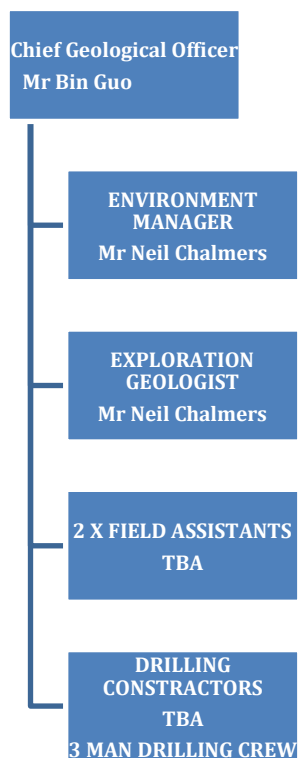 Chief Geological Officer
Mr Bin Guo
ENVIRONMENT
MANAGER
Mr Neil Chalmers
EXPLORATION
GEOLOGIST
Mr Neil Chalmers
2 X FIELD ASSISTANTS
TBA
DRILLING
CONSTRACTORS
TBA
3 MAN DRILLING CREW